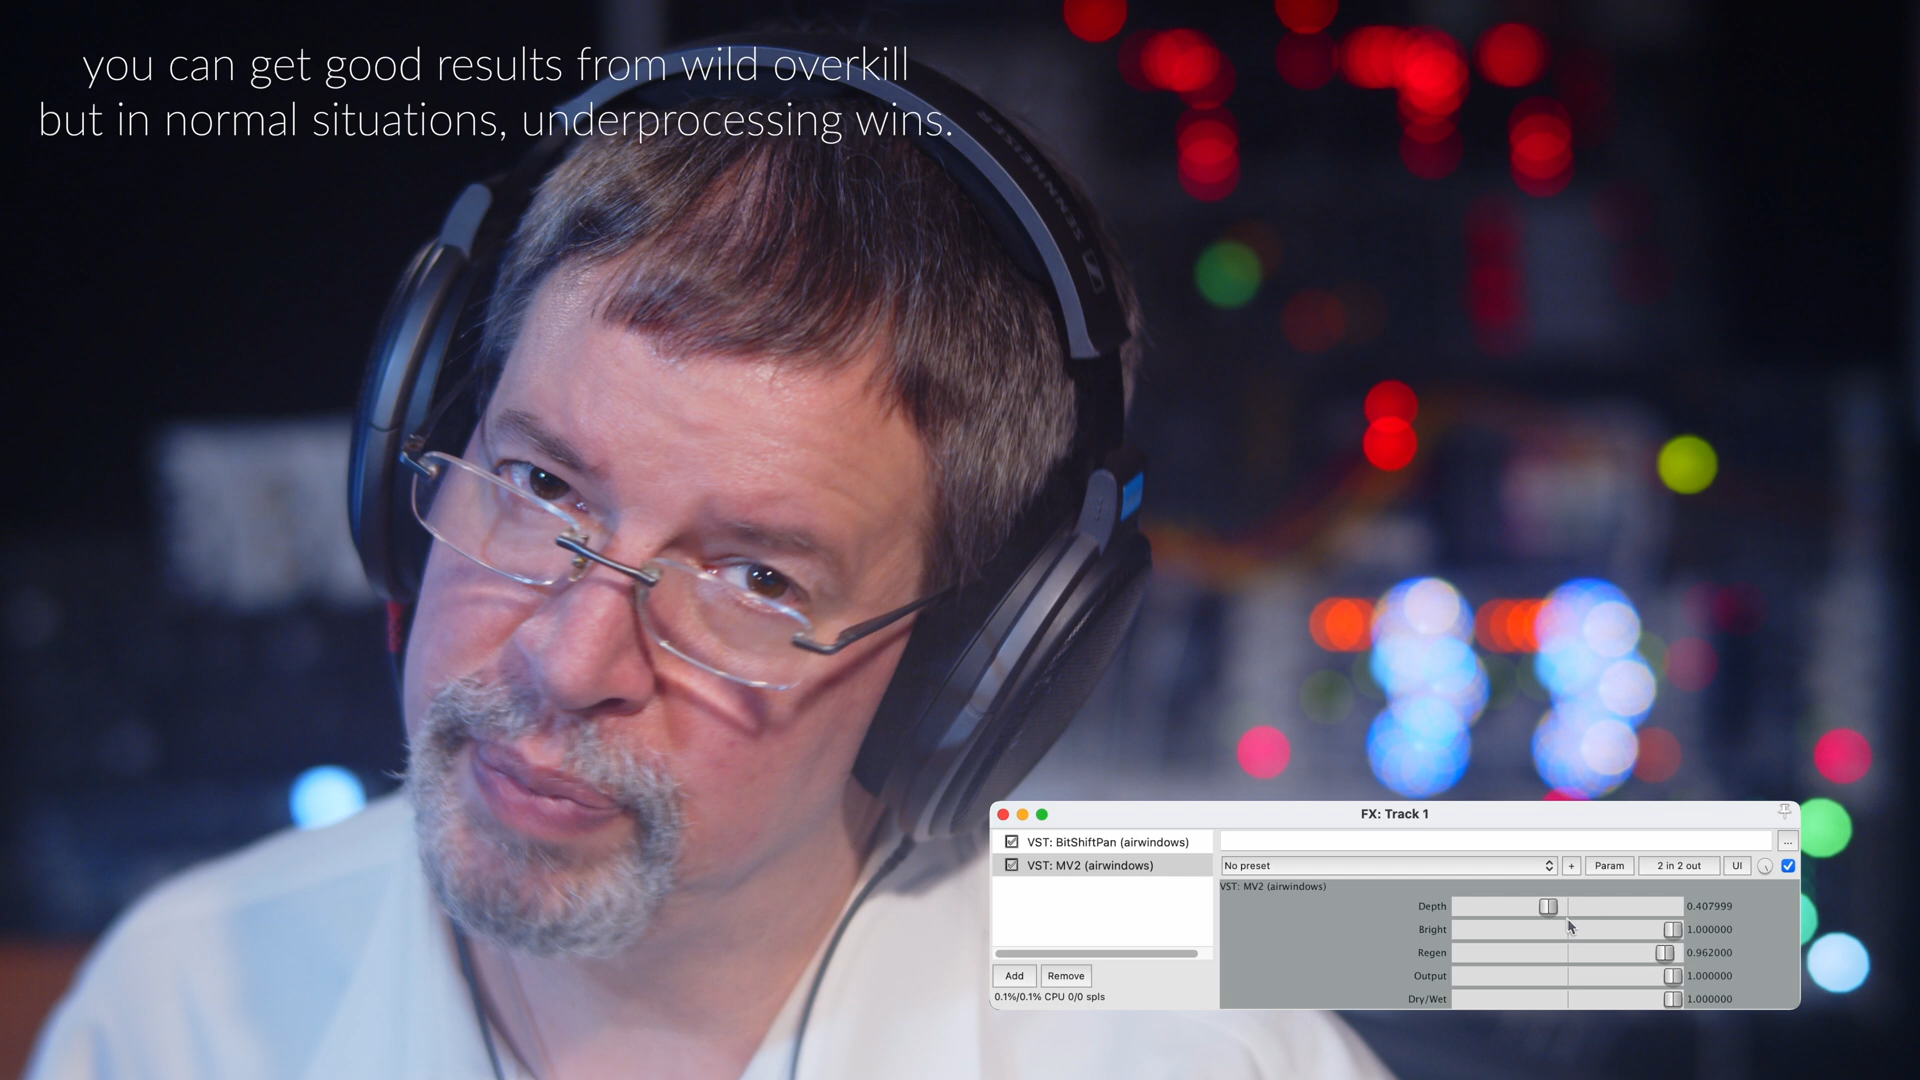 you can get good results from wild overkill
but in normal situations, underprocessing wins.
SENNHEISER
FX: Track 1
VST: BitShiftPan (airwindows)
VST: MV2 (airwindows)
...
No preset
+
Param
2 in 2 out
UI
VST: MV2 (airwindows)
Depth
0.407999
Bright
1.000000
Regen
0.962000
Output
1.000000
Dry/Wet
1.000000
Add
Remove
0.1%/0.1% CPU 0/0 spls